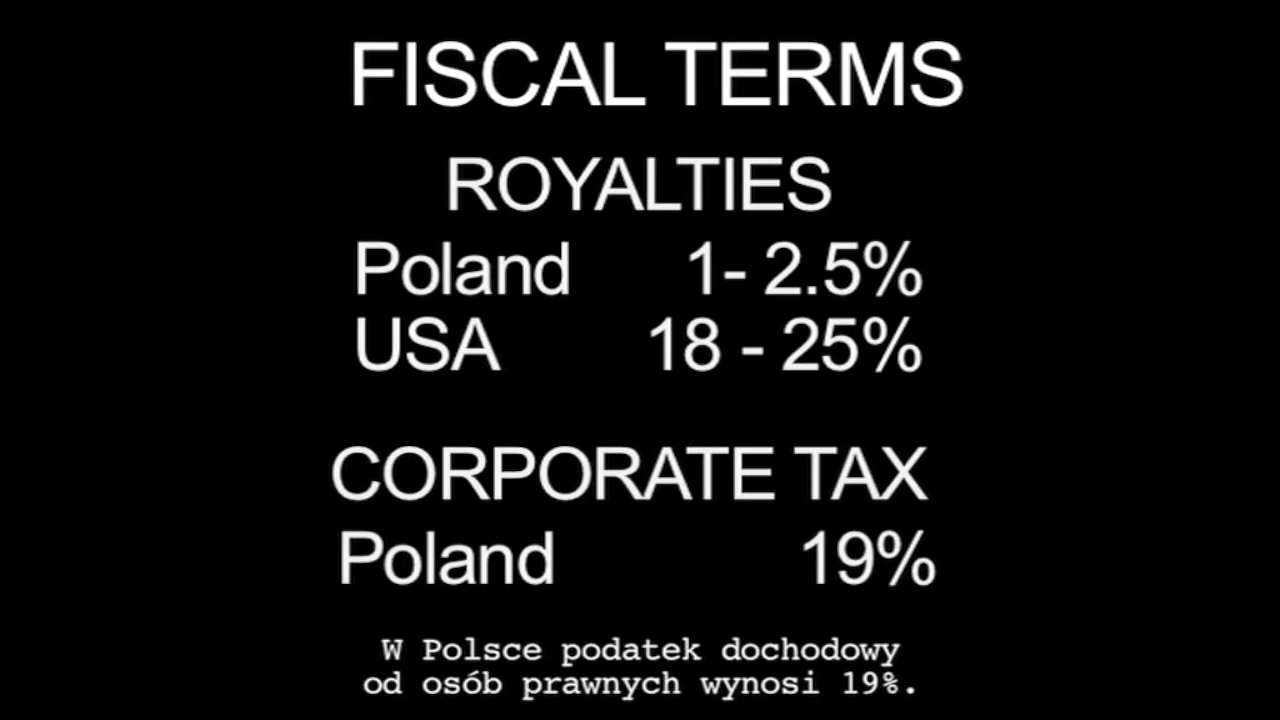 FISCAL TERMS
ROYALTIES
Poland 1- 2.5%
USA 18 - 25%
CORPORATE TAX
Poland 19%
W Polsce podatek dochodowy
od osób prawnych wynosi 19%.